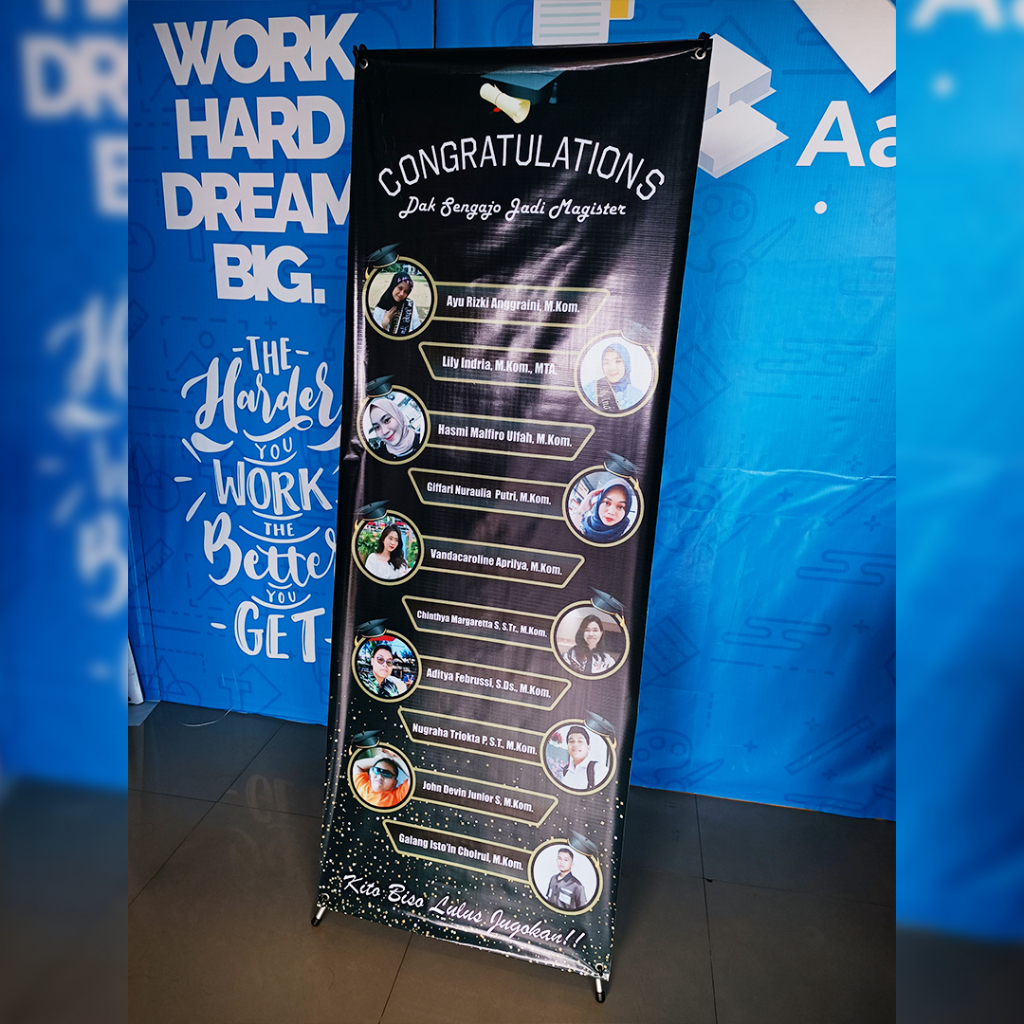 WORK
HARD
DREAM
BIG.
-THE-
Harder
YOU
WORK
THE
Better
YOU
-GET-
CONGRATULATIONS
Dak Sengajo Jadi Magister
Ayu Rizki Anggraini, M.Kom.
Lily Indria, M.Kom., MTA.
Hasmi Malfiro Ulfah, M.Kom.
Giffari Nuraulia Putri, M.Kom.
Vandacaroline Aprilya, M.Kom.
Chinthya Margaretta S, S.Tr., M.Kom.
Aditya Februssi, S.Ds., M.Kom.
Nugraha Triokta P, S.T., M.Kom.
John Devin Junior S, M.Kom.
Galang Isto'in Choirul, M.Kom.
Kito Biso Lulus Jugokan!!
Aa